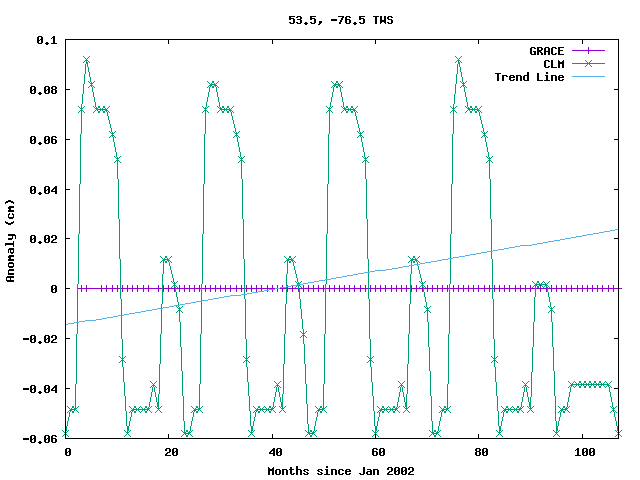 53.5, -76.5 TWS
GRACE
CLM
Trend Line
0.1
0.08
0.06
0.04
0.02
0
-0.02
-0.04
-0.06
Anomaly (cm)
0 20 40 60 80 100
Months since Jan 2002